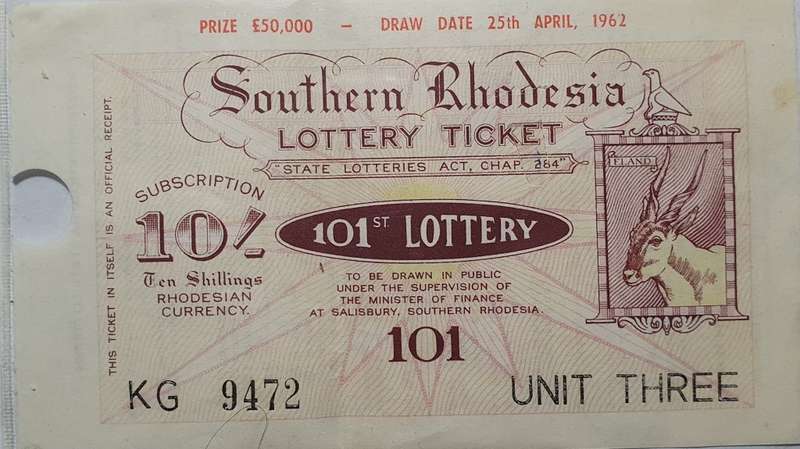 PRIZE £50,000 – DRAW DATE 25th APRIL, 1962
Southern Rhodesia
LOTTERY TICKET
"STATE LOTTERIES ACT, CHAP. 284"
THIS TICKET IN ITSELF IS AN OFFICIAL RECEIPT.
SUBSCRIPTION
10/-
Ten Shillings
RHODESIAN
CURRENCY.
101ST LOTTERY
TO BE DRAWN IN PUBLIC
UNDER THE SUPERVISION OF
THE MINISTER OF FINANCE
AT SALISBURY, SOUTHERN RHODESIA.
101
ELAND
KG 9472
UNIT THREE